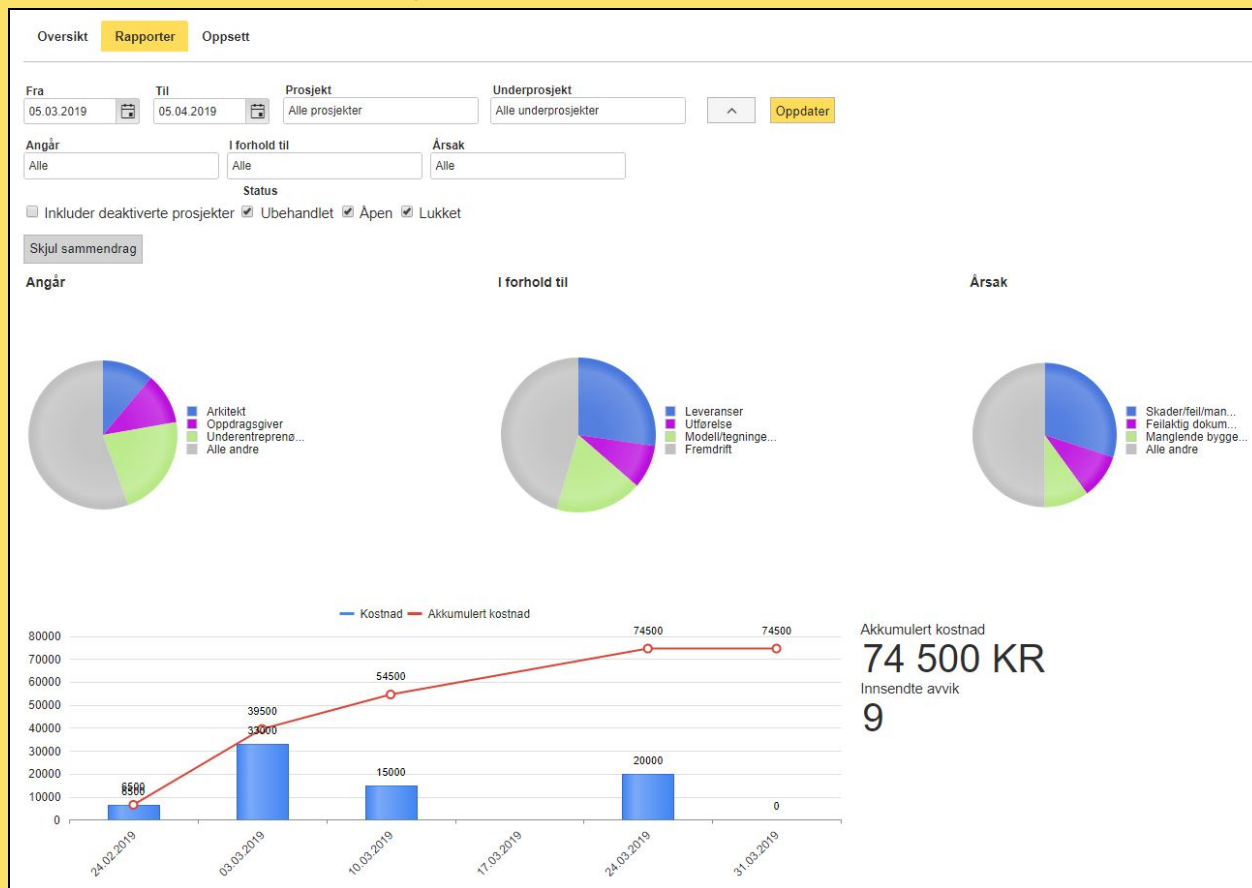 Oversikt Rapporter Oppsett
Fra Til Prosjekt Underprosjekt
05.03.2019 05.04.2019 Alle prosjekter Alle underprosjekter Oppdater
Angår I forhold til Årsak
Alle Alle Alle
Status
Inkluder deaktiverte prosjekter Ubehandlet Åpen Lukket
Skjul sammendrag
Angår I forhold til Årsak
Arkitekt
Oppdragsgiver
Underentreprenø...
Alle andre
Leveranser
Utførelse
Modell/tegninge...
Fremdrift
Skader/feil/man...
Feilaktig dokum...
Manglende bygge...
Alle andre
Kostnad Akkumulert kostnad
80000
70000
60000
50000
40000
30000
20000
10000
0
6500
6500
39500
33000
54500
15000
74500
20000
74500
0
24.02.2019 03.03.2019 10.03.2019 17.03.2019 24.03.2019 31.03.2019
Akkumulert kostnad
74 500 KR
Innsendte avvik
9